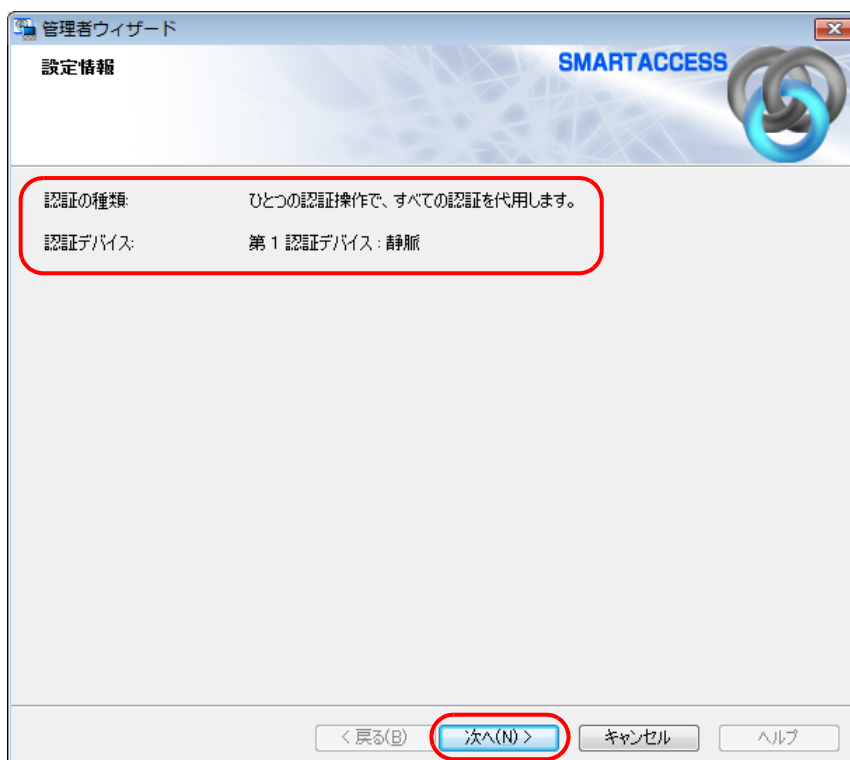 管理者ウィザード
設定情報
SMARTACCESS
認証の種類: ひとつの認証操作で、すべての認証を代用します。
認証デバイス: 第1認証デバイス:静脈
< 戻る(B) 次へ(N) > キャンセル ヘルプ